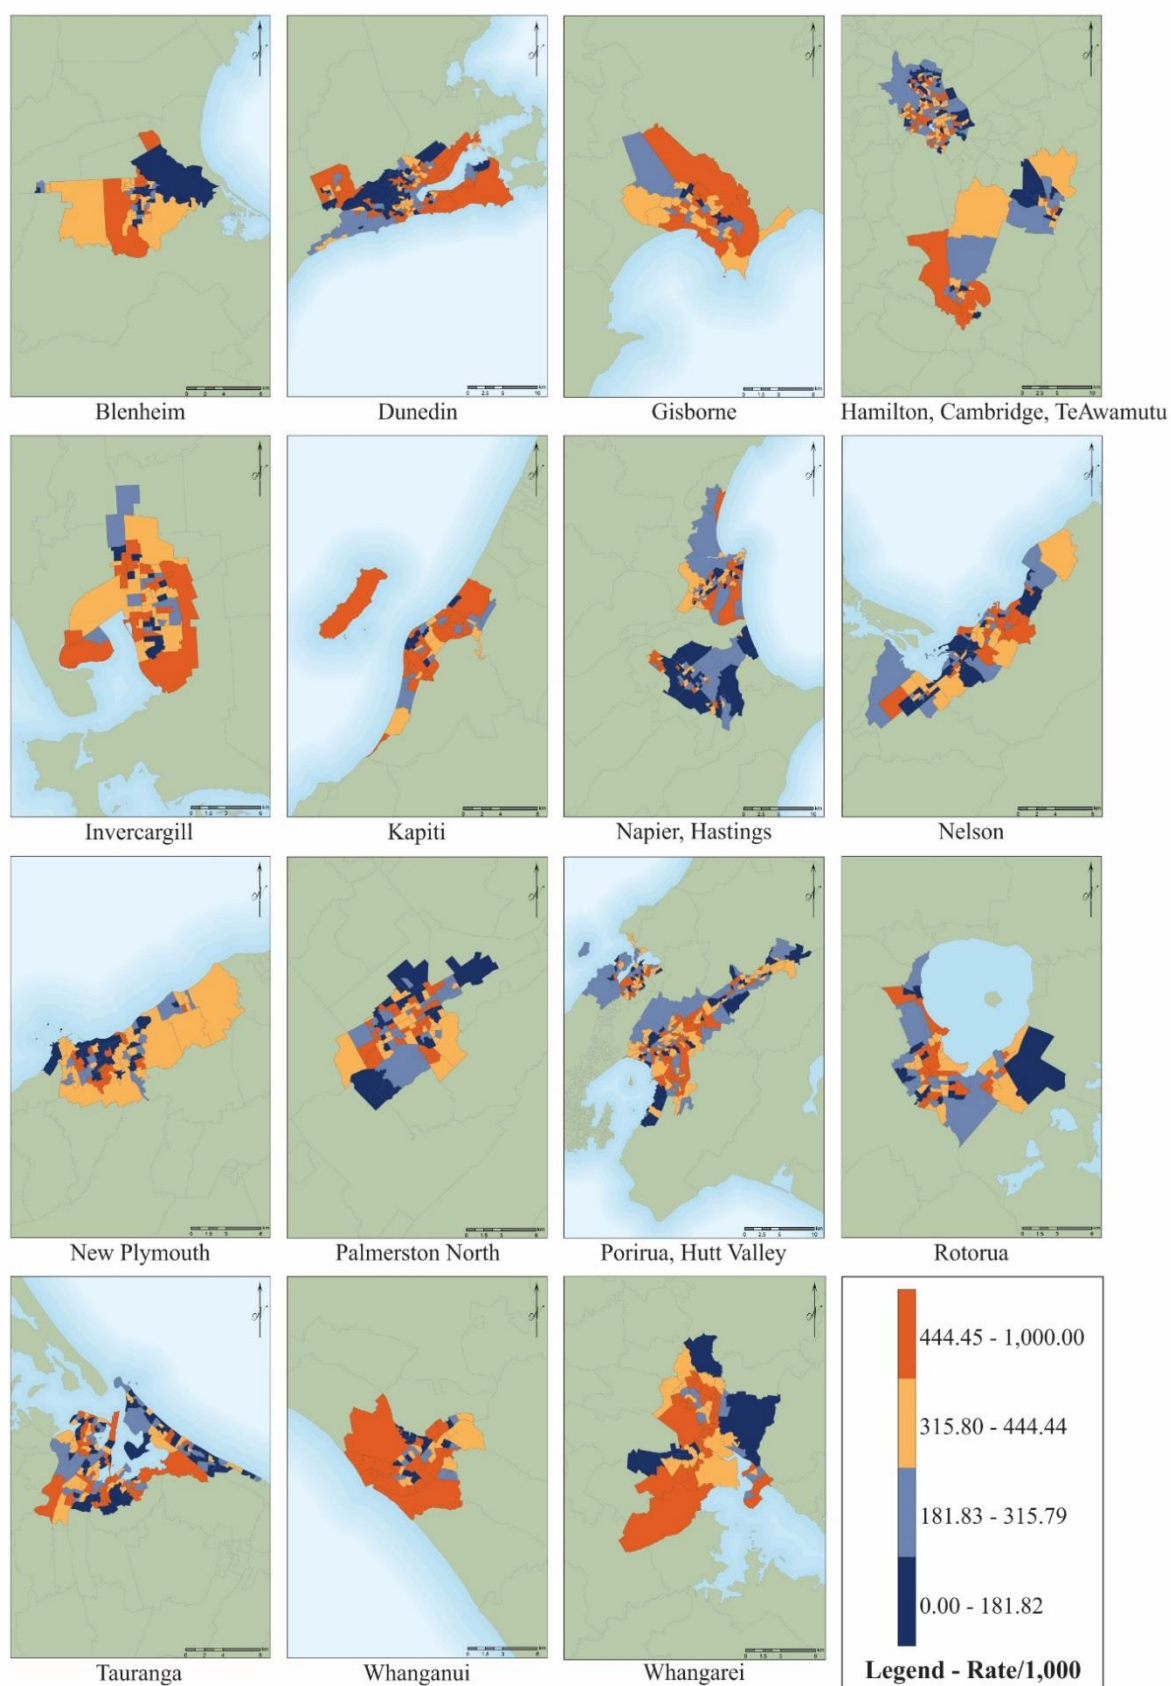 Blenheim
Dunedin
Gisborne
Hamilton, Cambridge, TeAwamutu
Invercargill
Kapiti
Napier, Hastings
Nelson
New Plymouth
Palmerston North
Porirua, Hutt Valley
Rotorua
Tauranga
Whanganui
Whangarei
444.45 - 1,000.00
315.80 - 444.44
181.83 - 315.79
0.00 - 181.82
Legend - Rate/1,000